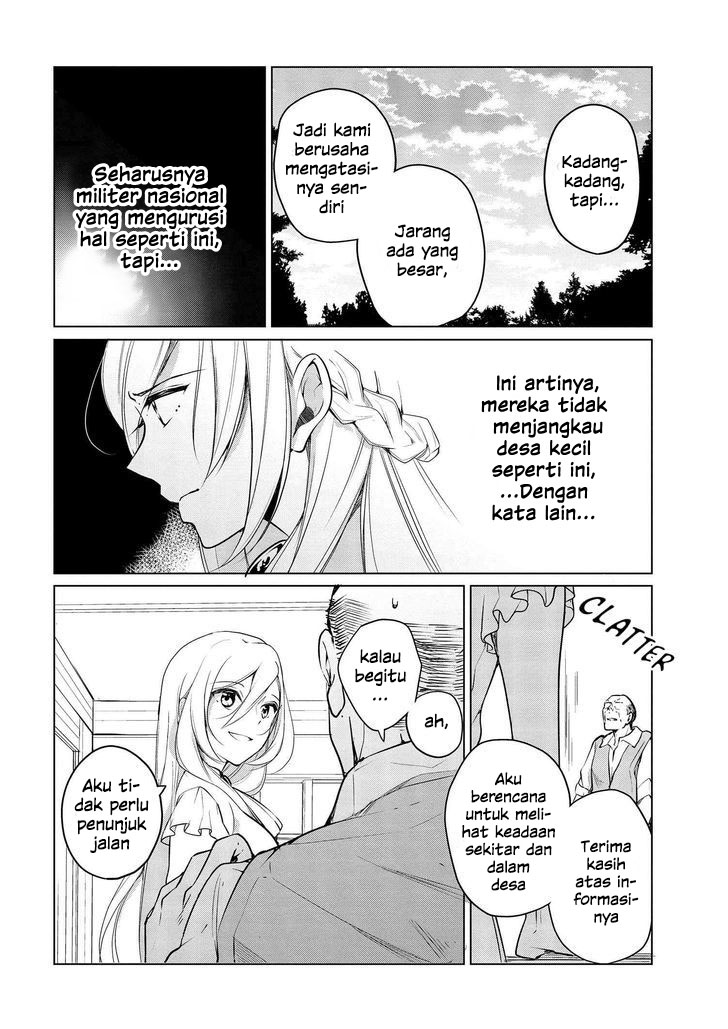 Kadang-
kadang,
tapi...
Jarang
ada yang
besar,
Jadi kami
berusaha
mengatasi-
nya sen-
diri
Seharusnya
militer nasional
yang mengurusi
hal seperti ini,
tapi...
Ini artinya,
mereka tidak
menjangkau
desa kecil
seperti ini,
...Dengan
kata lain...
CLATTER
Terima
kasih
atas in-
formasi-
nya
Aku
berencana
untuk meli-
hat keadaan
sekitar dan
dalam
desa
ah,
kalau
begitu
...
Aku ti-
dak perlu
penunjuk
jalan